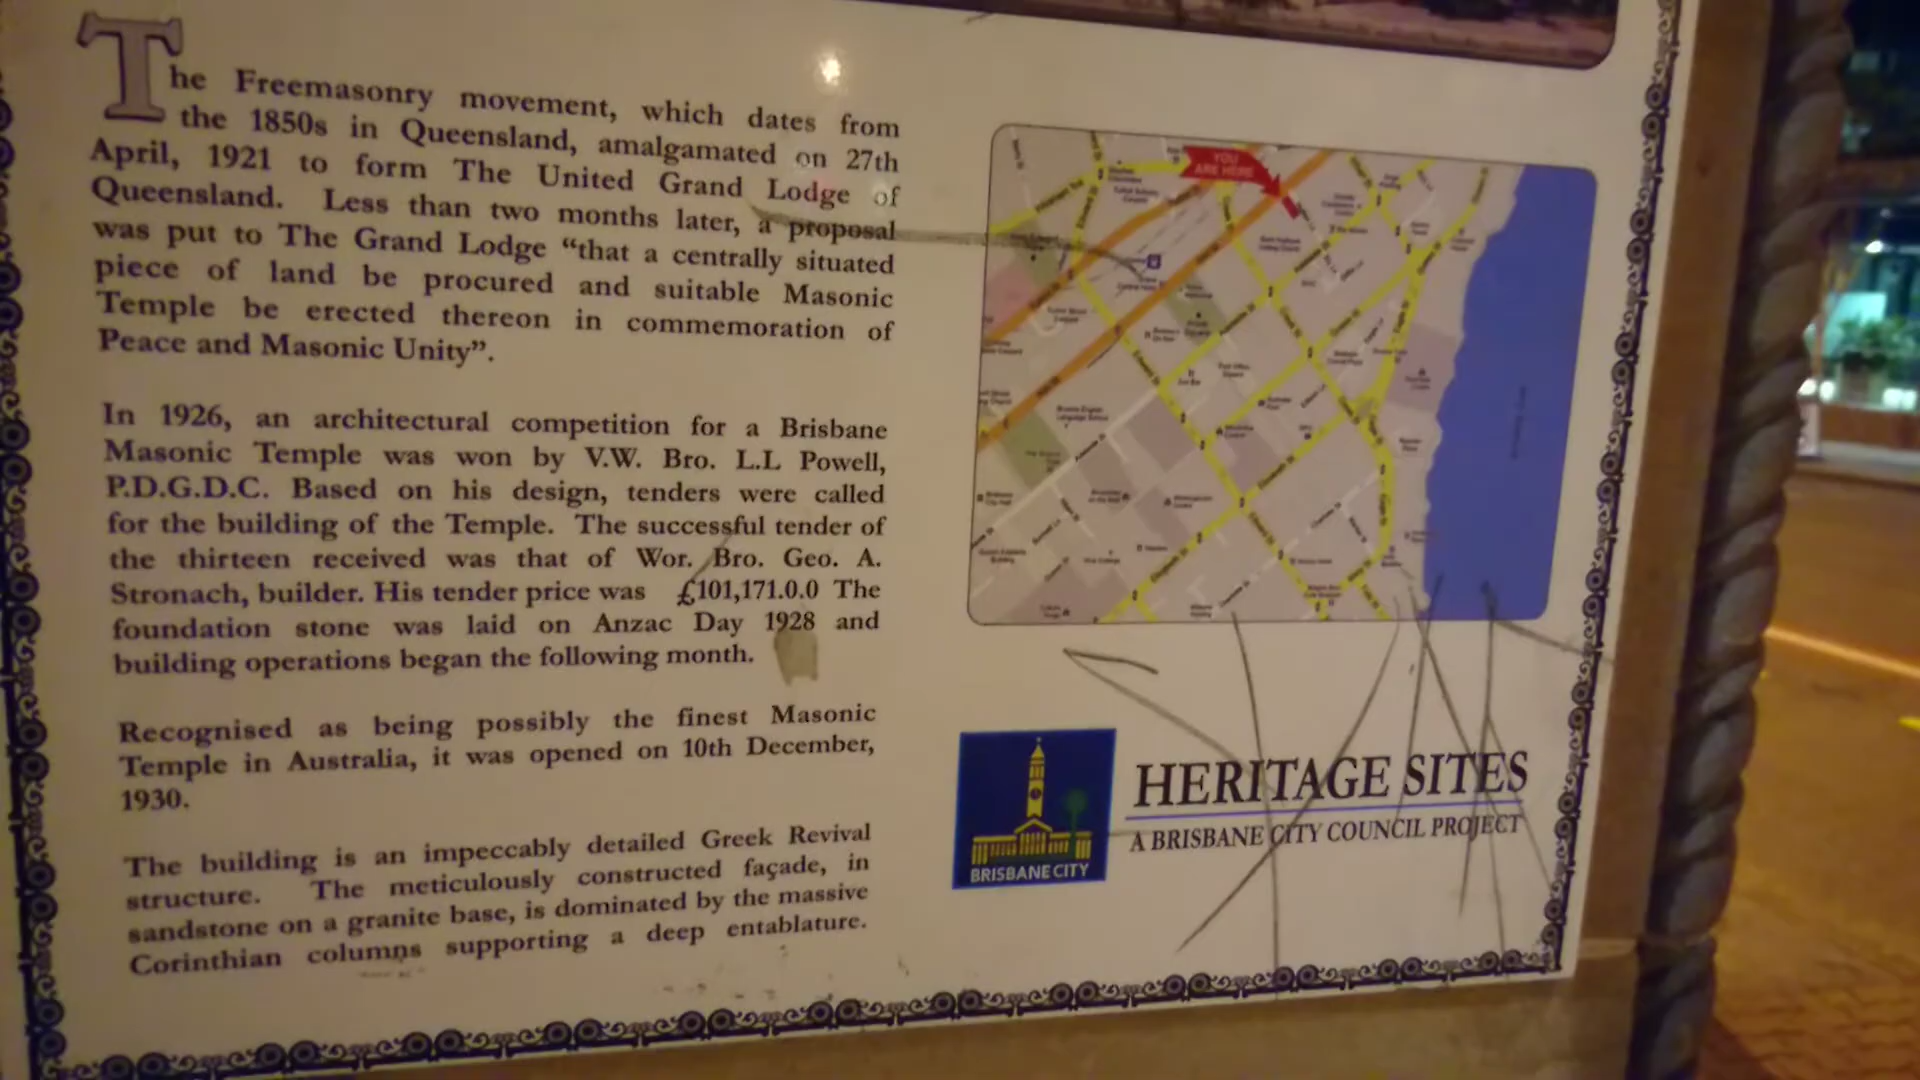 The Freemasonry movement, which dates from
the 1850s in Queensland, amalgamated on 27th
April, 1921 to form The United Grand Lodge of
Queensland. Less than two months later, a proposal
was put to The Grand Lodge “that a centrally situated
piece of land be procured and suitable Masonic
Temple be erected thereon in commemoration of
Peace and Masonic Unity”.
In 1926, an architectural competition for a Brisbane
Masonic Temple was won by V.W. Bro. L.L Powell,
P.D.G.D.C. Based on his design, tenders were called
for the building of the Temple. The successful tender of
the thirteen received was that of Wor. Bro. Geo. A.
Stronach, builder. His tender price was £101,171.0.0 The
foundation stone was laid on Anzac Day 1928 and
building operations began the following month.
Recognised as being possibly the finest Masonic
Temple in Australia, it was opened on 10th December,
1930.
The building is an impeccably detailed Greek Revival
structure. The meticulously constructed façade, in
sandstone on a granite base, is dominated by the massive
Corinthian columns supporting a deep entablature.
YOU
ARE HERE
BRISBANE CITY
HERITAGE SITES
A BRISBANE CITY COUNCIL PROJECT